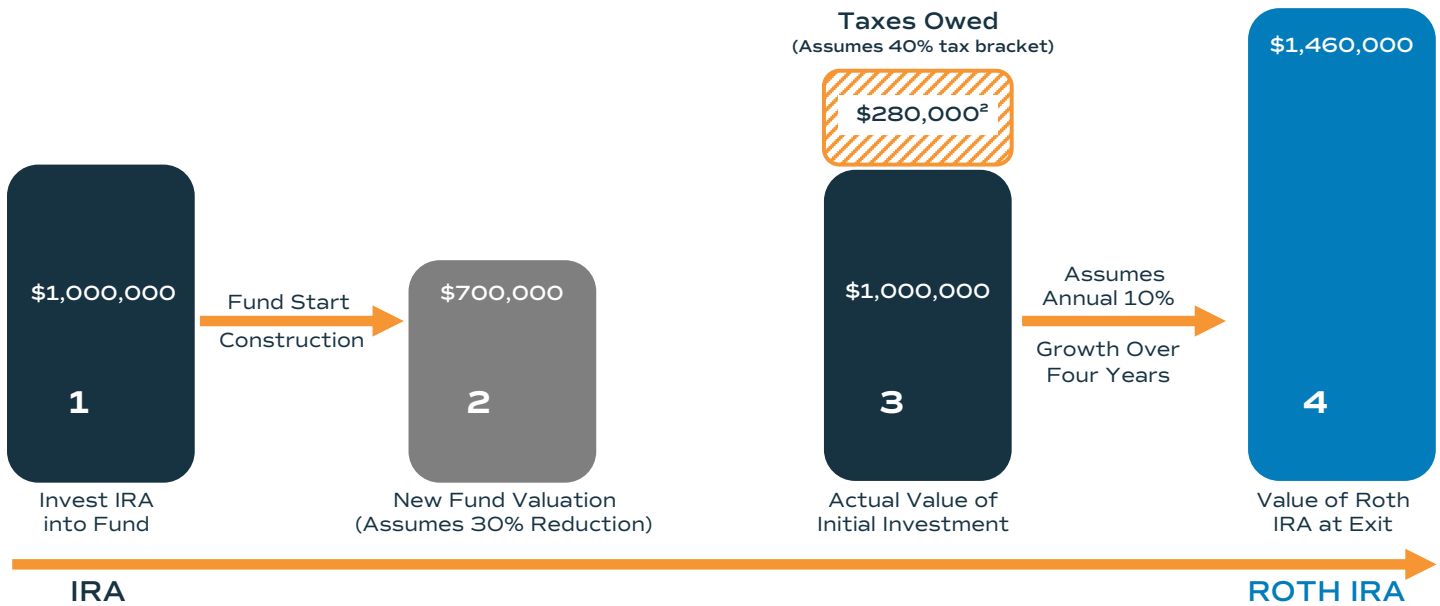 $1,000,000
1
Invest IRA
into Fund
Fund Start
Construction
$700,000
2
New Fund Valuation
(Assumes 30% Reduction)
Taxes Owed
(Assumes 40% tax bracket)
$280,000²
$1,000,000
3
Actual Value of
Initial Investment
Assumes
Annual 10%
Growth Over
Four Years
$1,460,000
4
Value of Roth
IRA at Exit
IRA
ROTH IRA